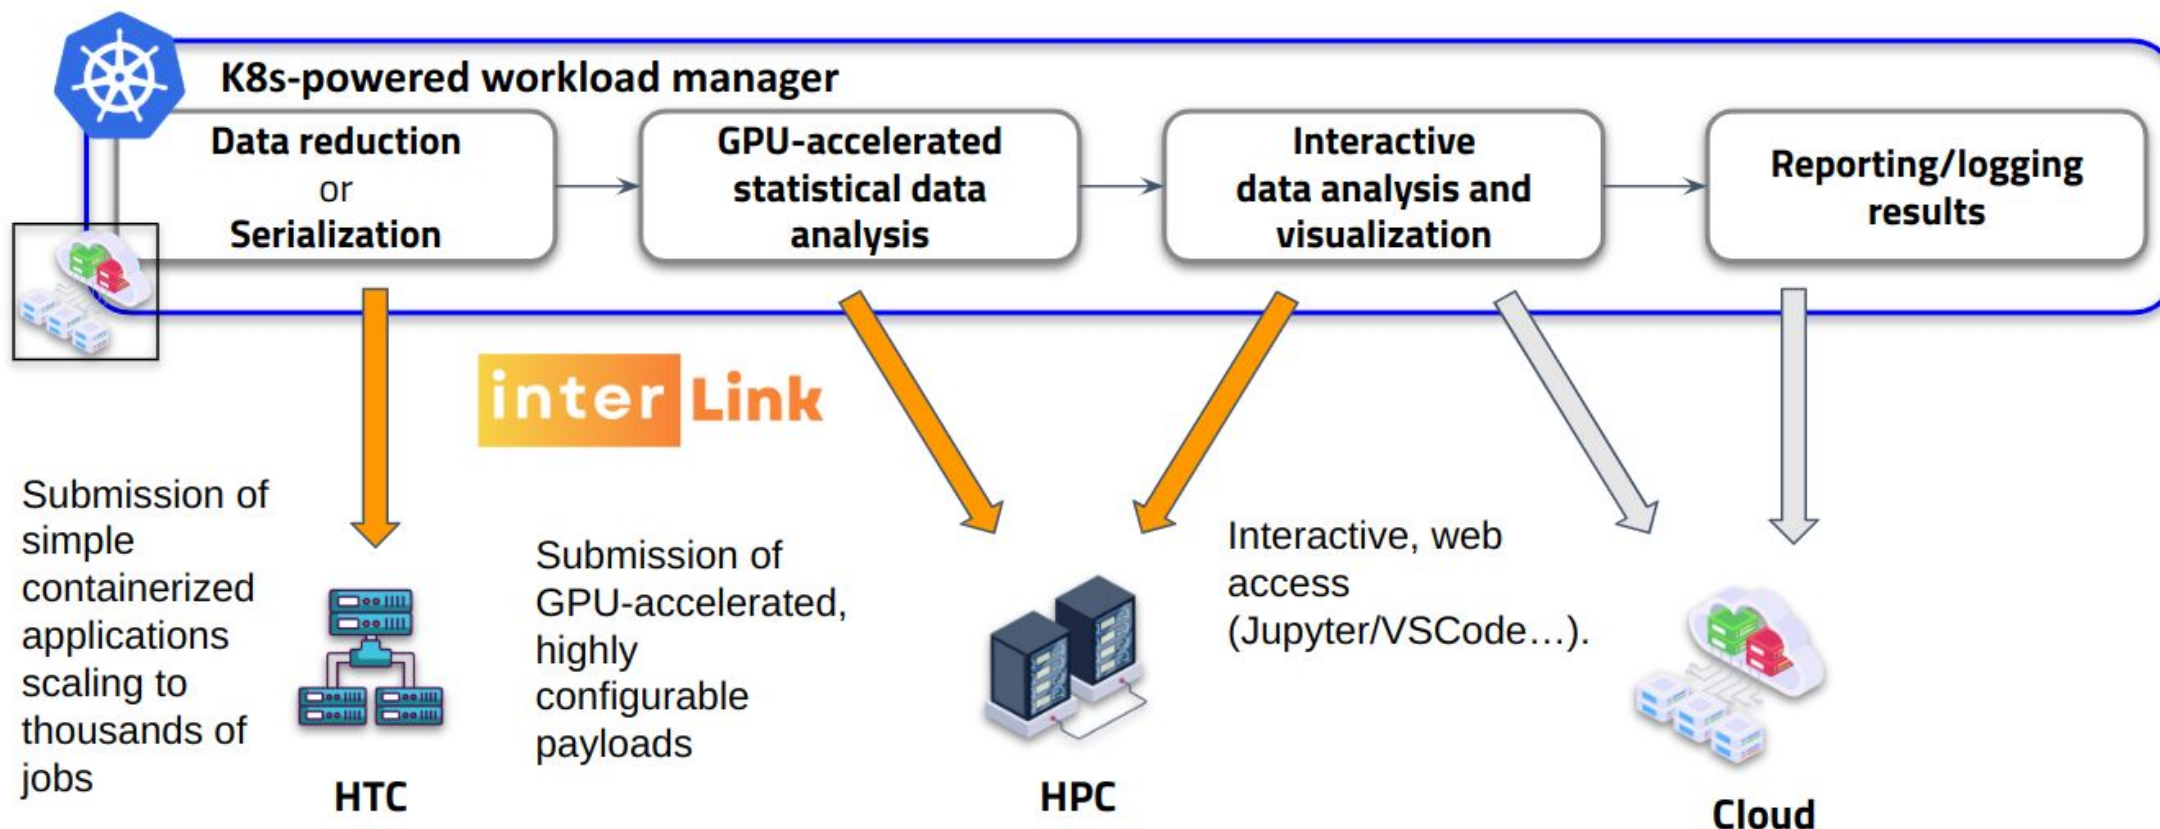 K8s-powered workload manager
Data reduction
or
Serialization
GPU-accelerated
statistical data
analysis
Interactive
data analysis and
visualization
Reporting/logging
results
inter Link
Submission of
simple
containerized
applications
scaling to
thousands of
jobs
HTC
Submission of
GPU-accelerated,
highly
configurable
payloads
HPC
Interactive, web
access
(Jupyter/VSCode…).
Cloud